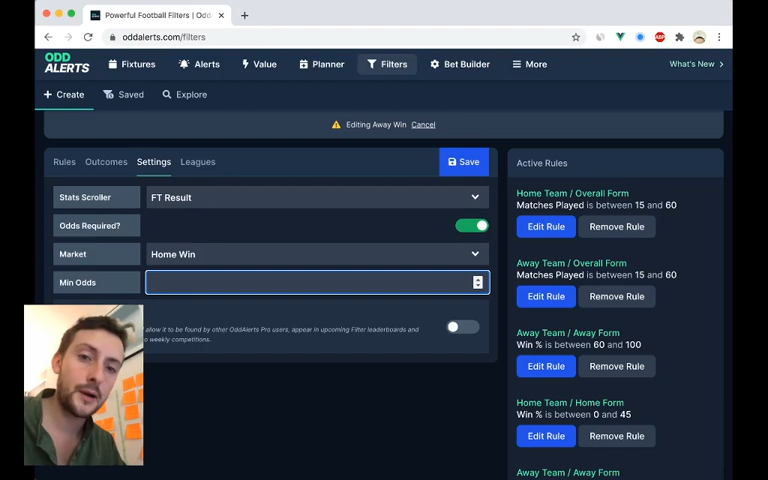 Powerful Football Filters | Odd
oddalerts.com/filters
ABP
ODD
ALERTS
Fixtures
Alerts
Value
Planner
Filters
Bet Builder
More
What's New
Create
Saved
Explore
Editing Away Win Cancel
Rules
Outcomes
Settings
Leagues
Save
Stats Scroller
FT Result
Odds Required?
Market
Home Win
Min Odds
allow it to be found by other OddAlerts Pro users, appear in upcoming Filter leaderboards and
o weekly competitions.
Active Rules
Home Team / Overall Form
Matches Played is between 15 and 60
Edit Rule
Remove Rule
Away Team / Overall Form
Matches Played is between 15 and 60
Edit Rule
Remove Rule
Away Team / Away Form
Win % is between 60 and 100
Edit Rule
Remove Rule
Home Team / Home Form
Win % is between 0 and 45
Edit Rule
Remove Rule
Away Team / Away Form